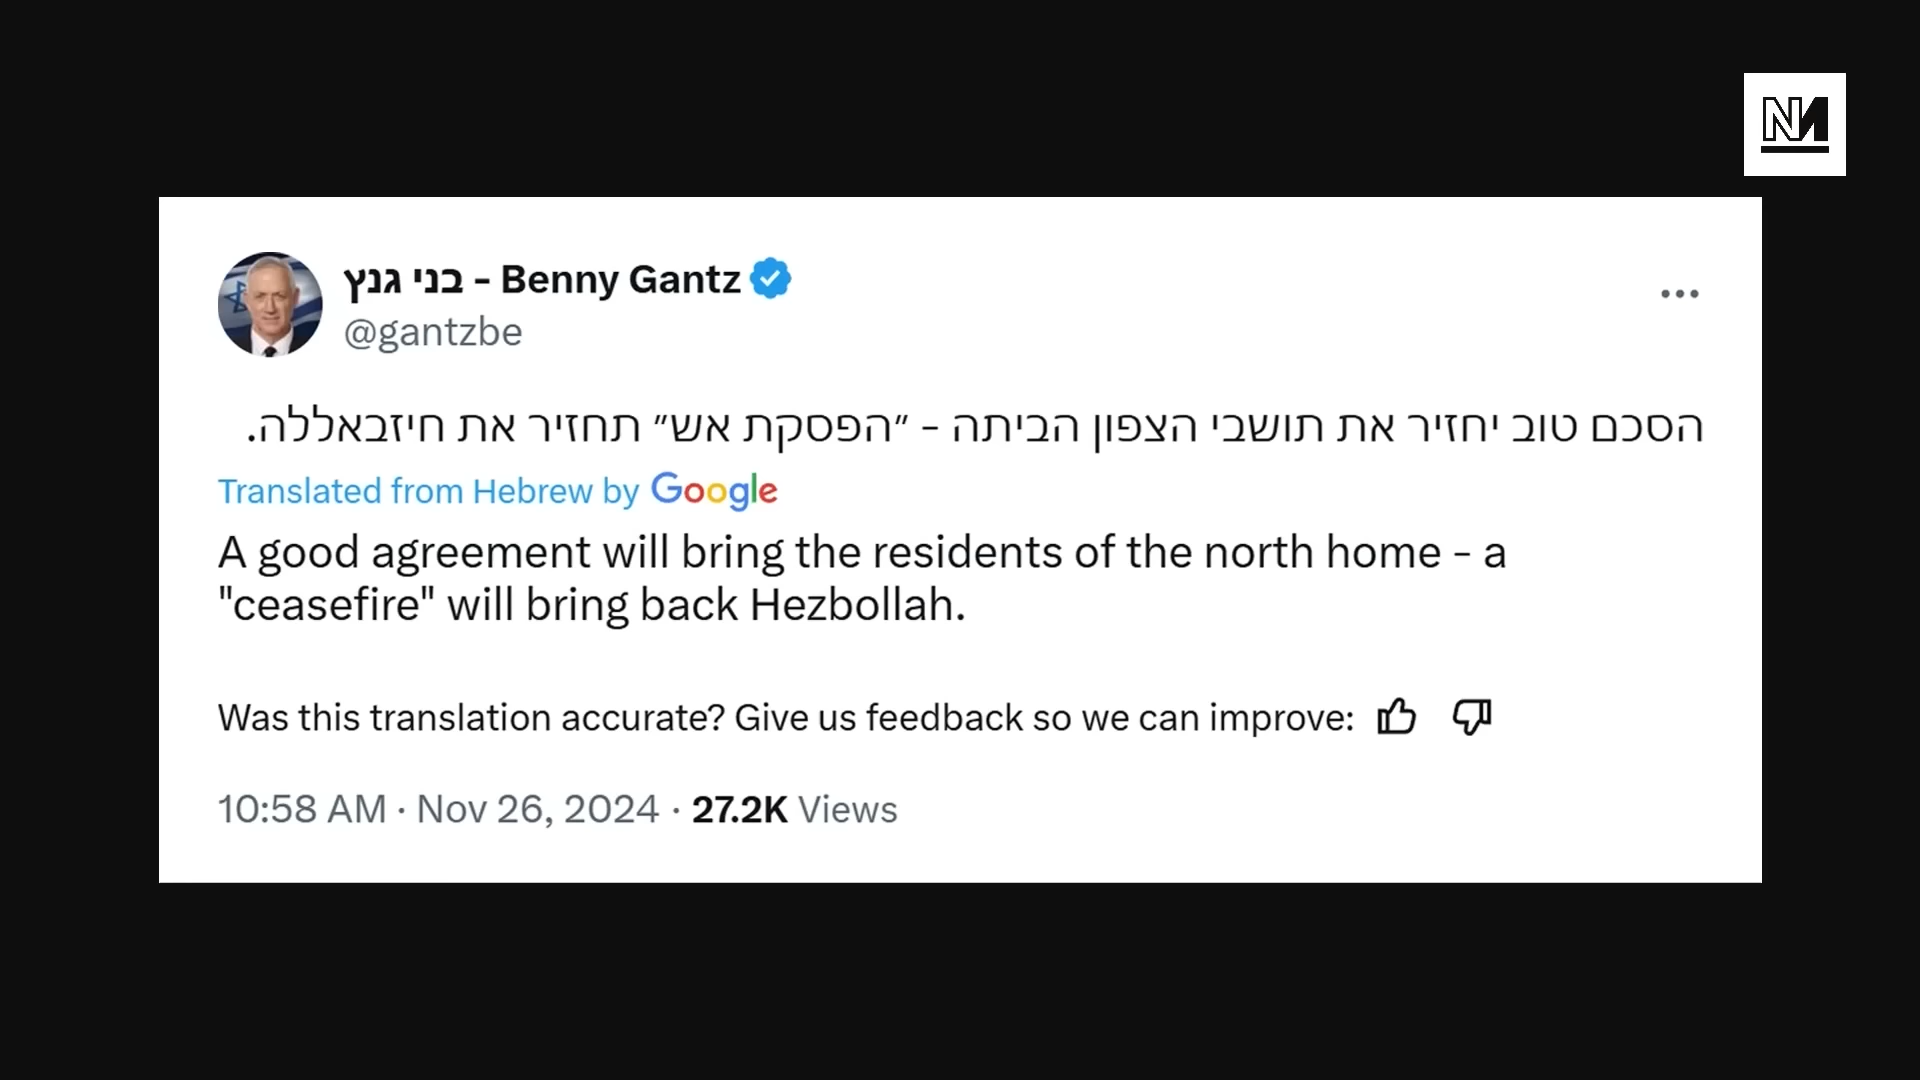 NM
בני גנץ - Benny Gantz
@gantzbe
הסכם טוב יחזיר את תושבי הצפון הביתה - ״הפסקת אש״ תחזיר את חיזבאללה.
Translated from Hebrew by Google
A good agreement will bring the residents of the north home - a
"ceasefire" will bring back Hezbollah.
Was this translation accurate? Give us feedback so we can improve:
10:58 AM · Nov 26, 2024 · 27.2K Views